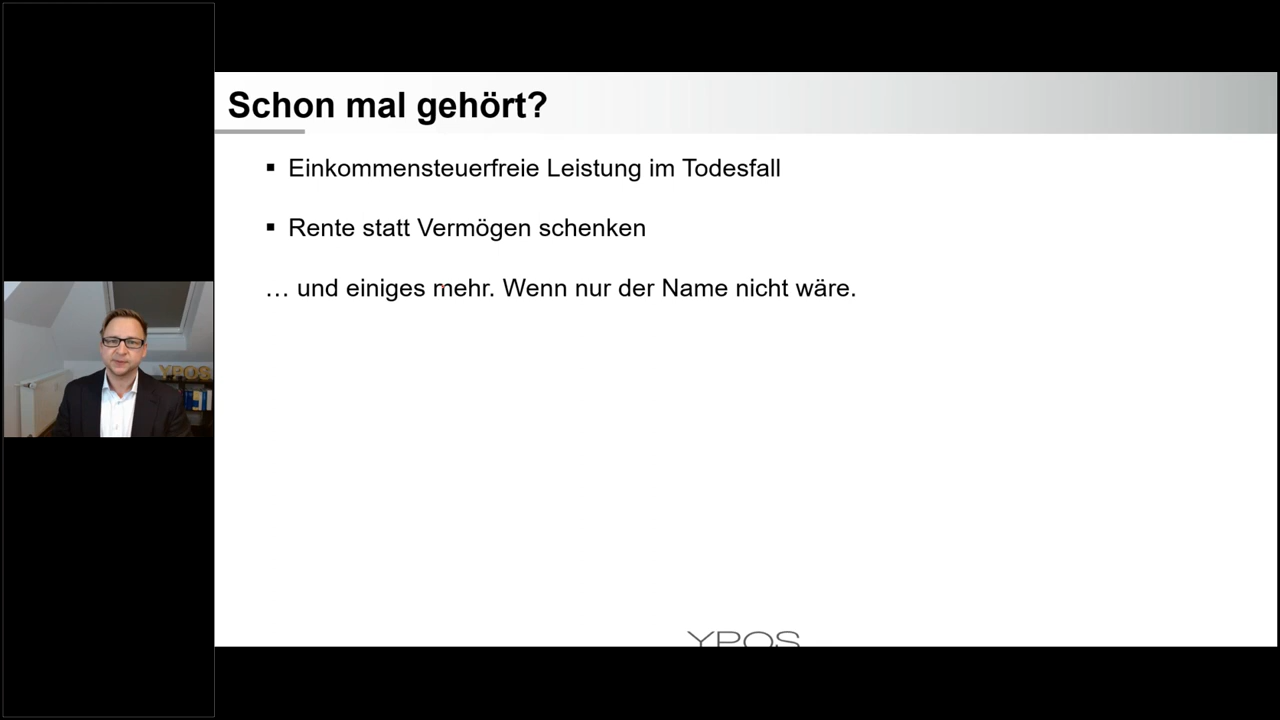 Schon mal gehört?
▪ Einkommensteuerfreie Leistung im Todesfall
▪ Rente statt Vermögen schenken
… und einiges mehr. Wenn nur der Name nicht wäre.
YPOS
YPOS